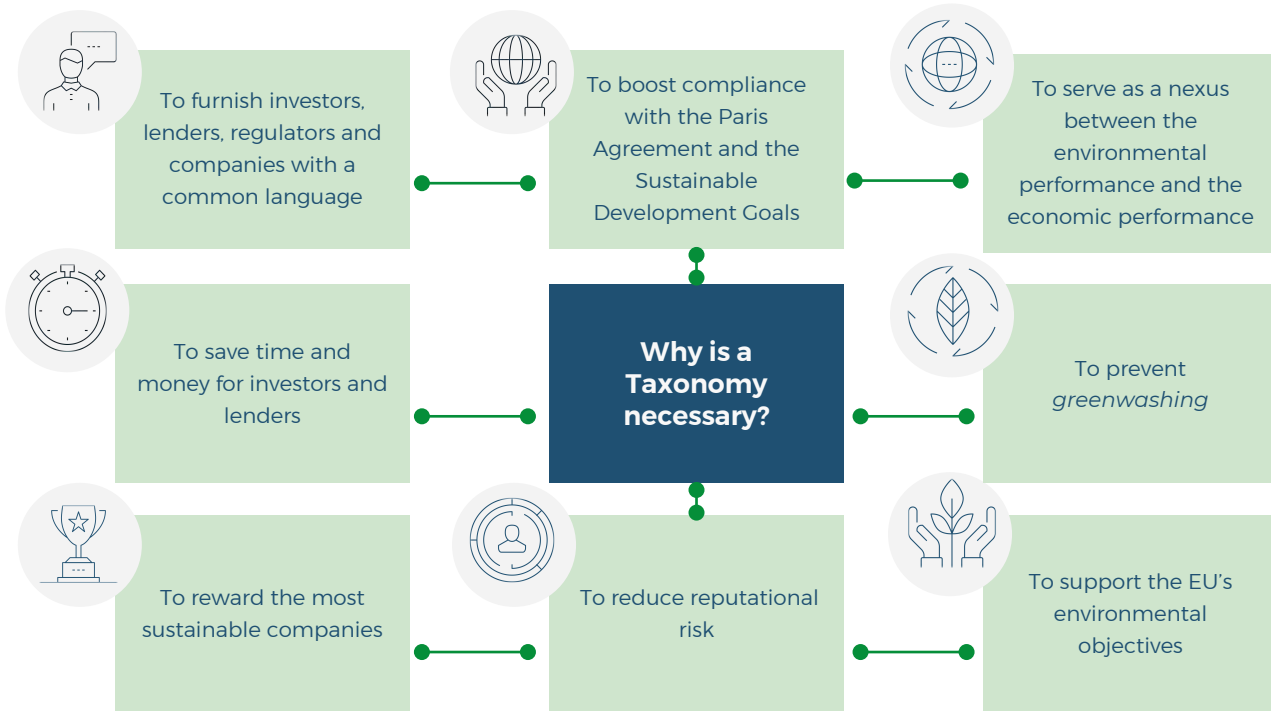 To furnish investors,
lenders, regulators and
companies with a
common language
To boost compliance
with the Paris
Agreement and the
Sustainable
Development Goals
To serve as a nexus
between the
environmental
performance and the
economic performance
To save time and
money for investors and
lenders
Why is a
Taxonomy
necessary?
To prevent
greenwashing
To reward the most
sustainable companies
To reduce reputational
risk
To support the EU’s
environmental
objectives